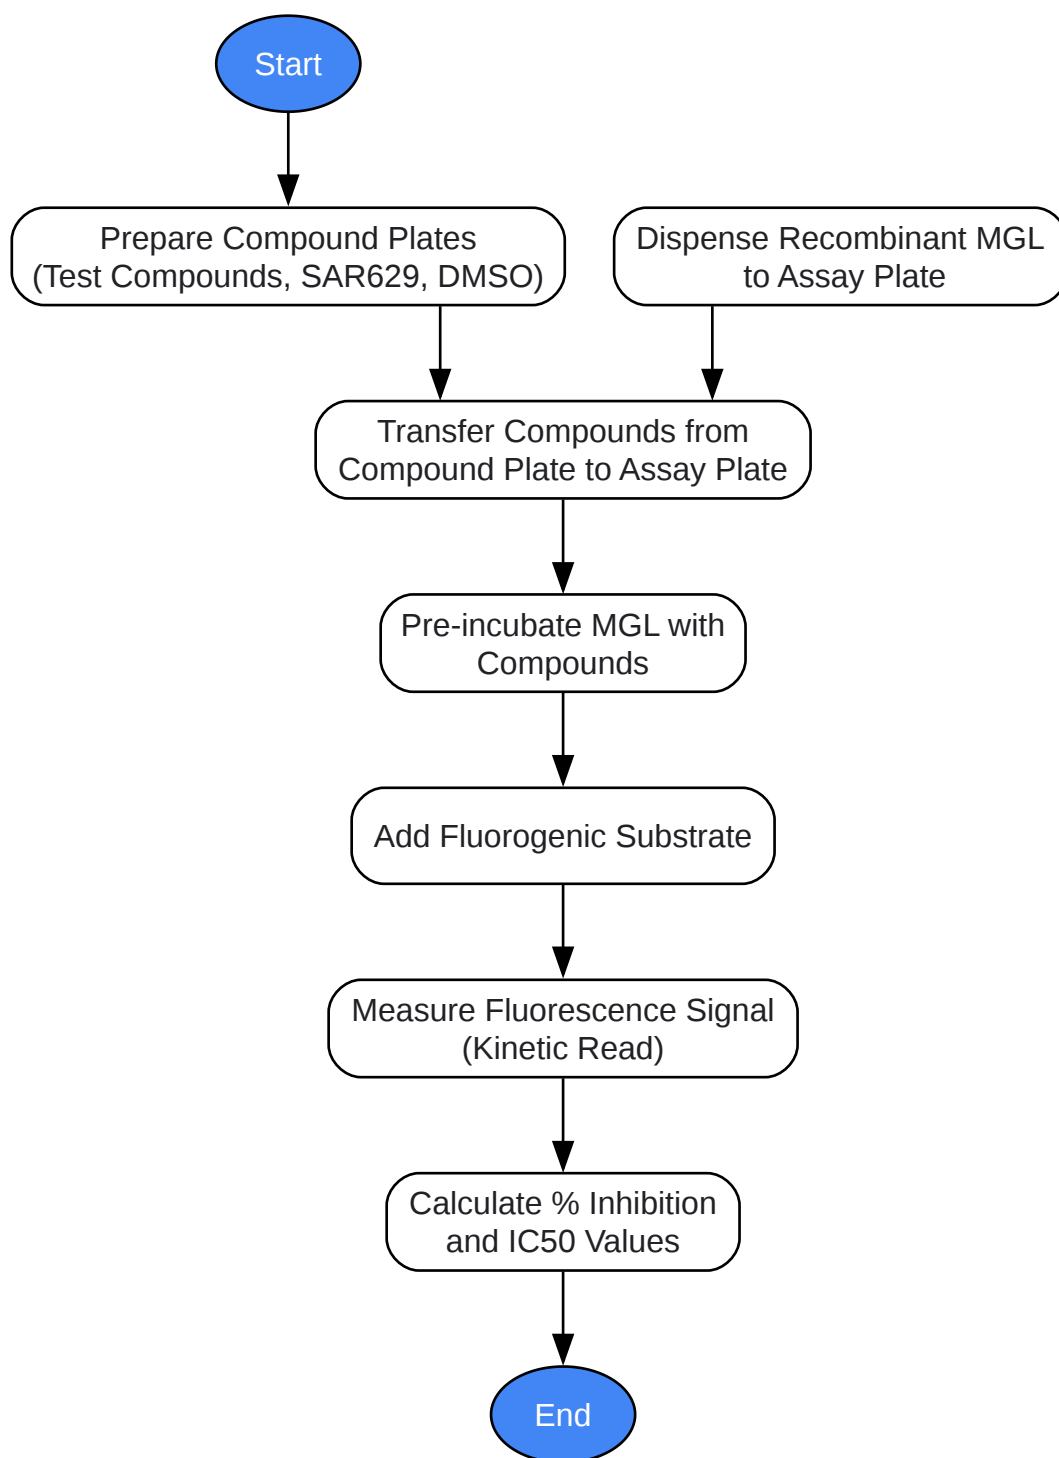 Start
Prepare Compound Plates
(Test Compounds, SAR629, DMSO)
Dispense Recombinant MGL
to Assay Plate
Transfer Compounds from
Compound Plate to Assay Plate
Pre-incubate MGL with
Compounds
Add Fluorogenic Substrate
Measure Fluorescence Signal
(Kinetic Read)
Calculate % Inhibition
and IC50 Values
End